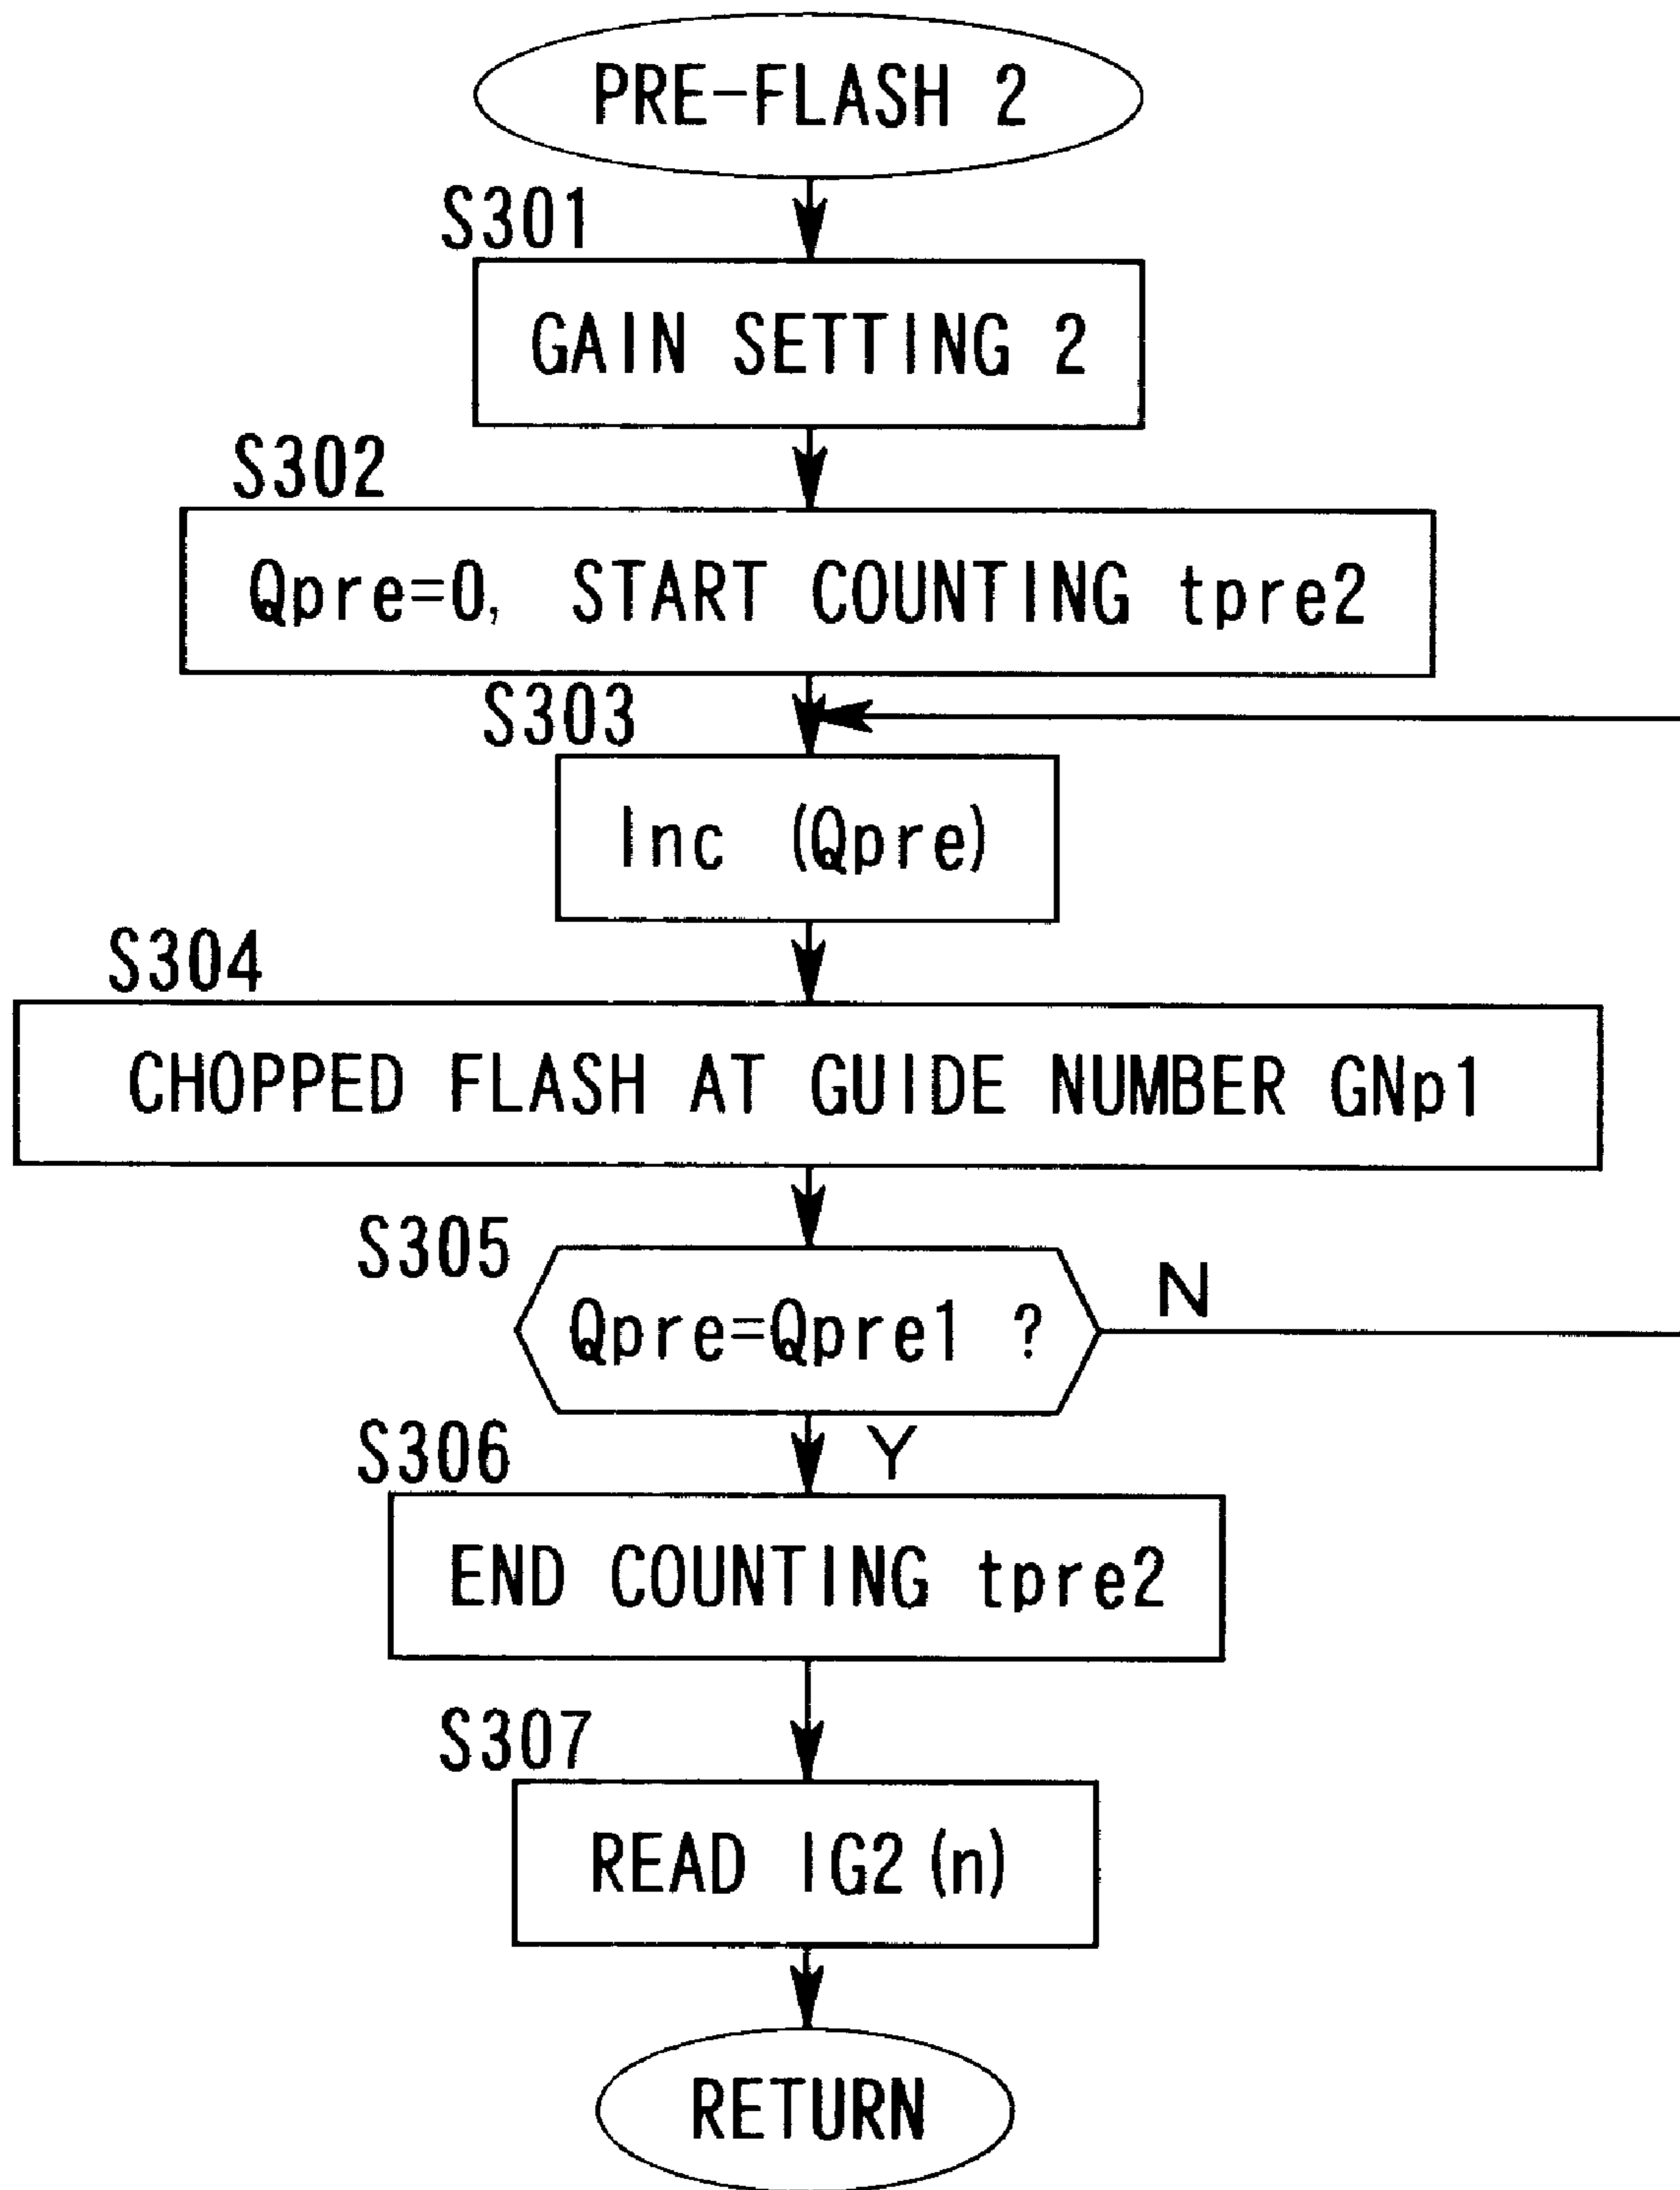 PRE-FLASH 2
S301
GAIN SETTING 2
S302
Qpre=0, START COUNTING tpre2
S303
Inc (Qpre)
S304
CHOPPED FLASH AT GUIDE NUMBER GNp1
S305
Qpre=Qpre1 ?
N
S306
Y
END COUNTING tpre2
S307
READ IG2(n)
RETURN